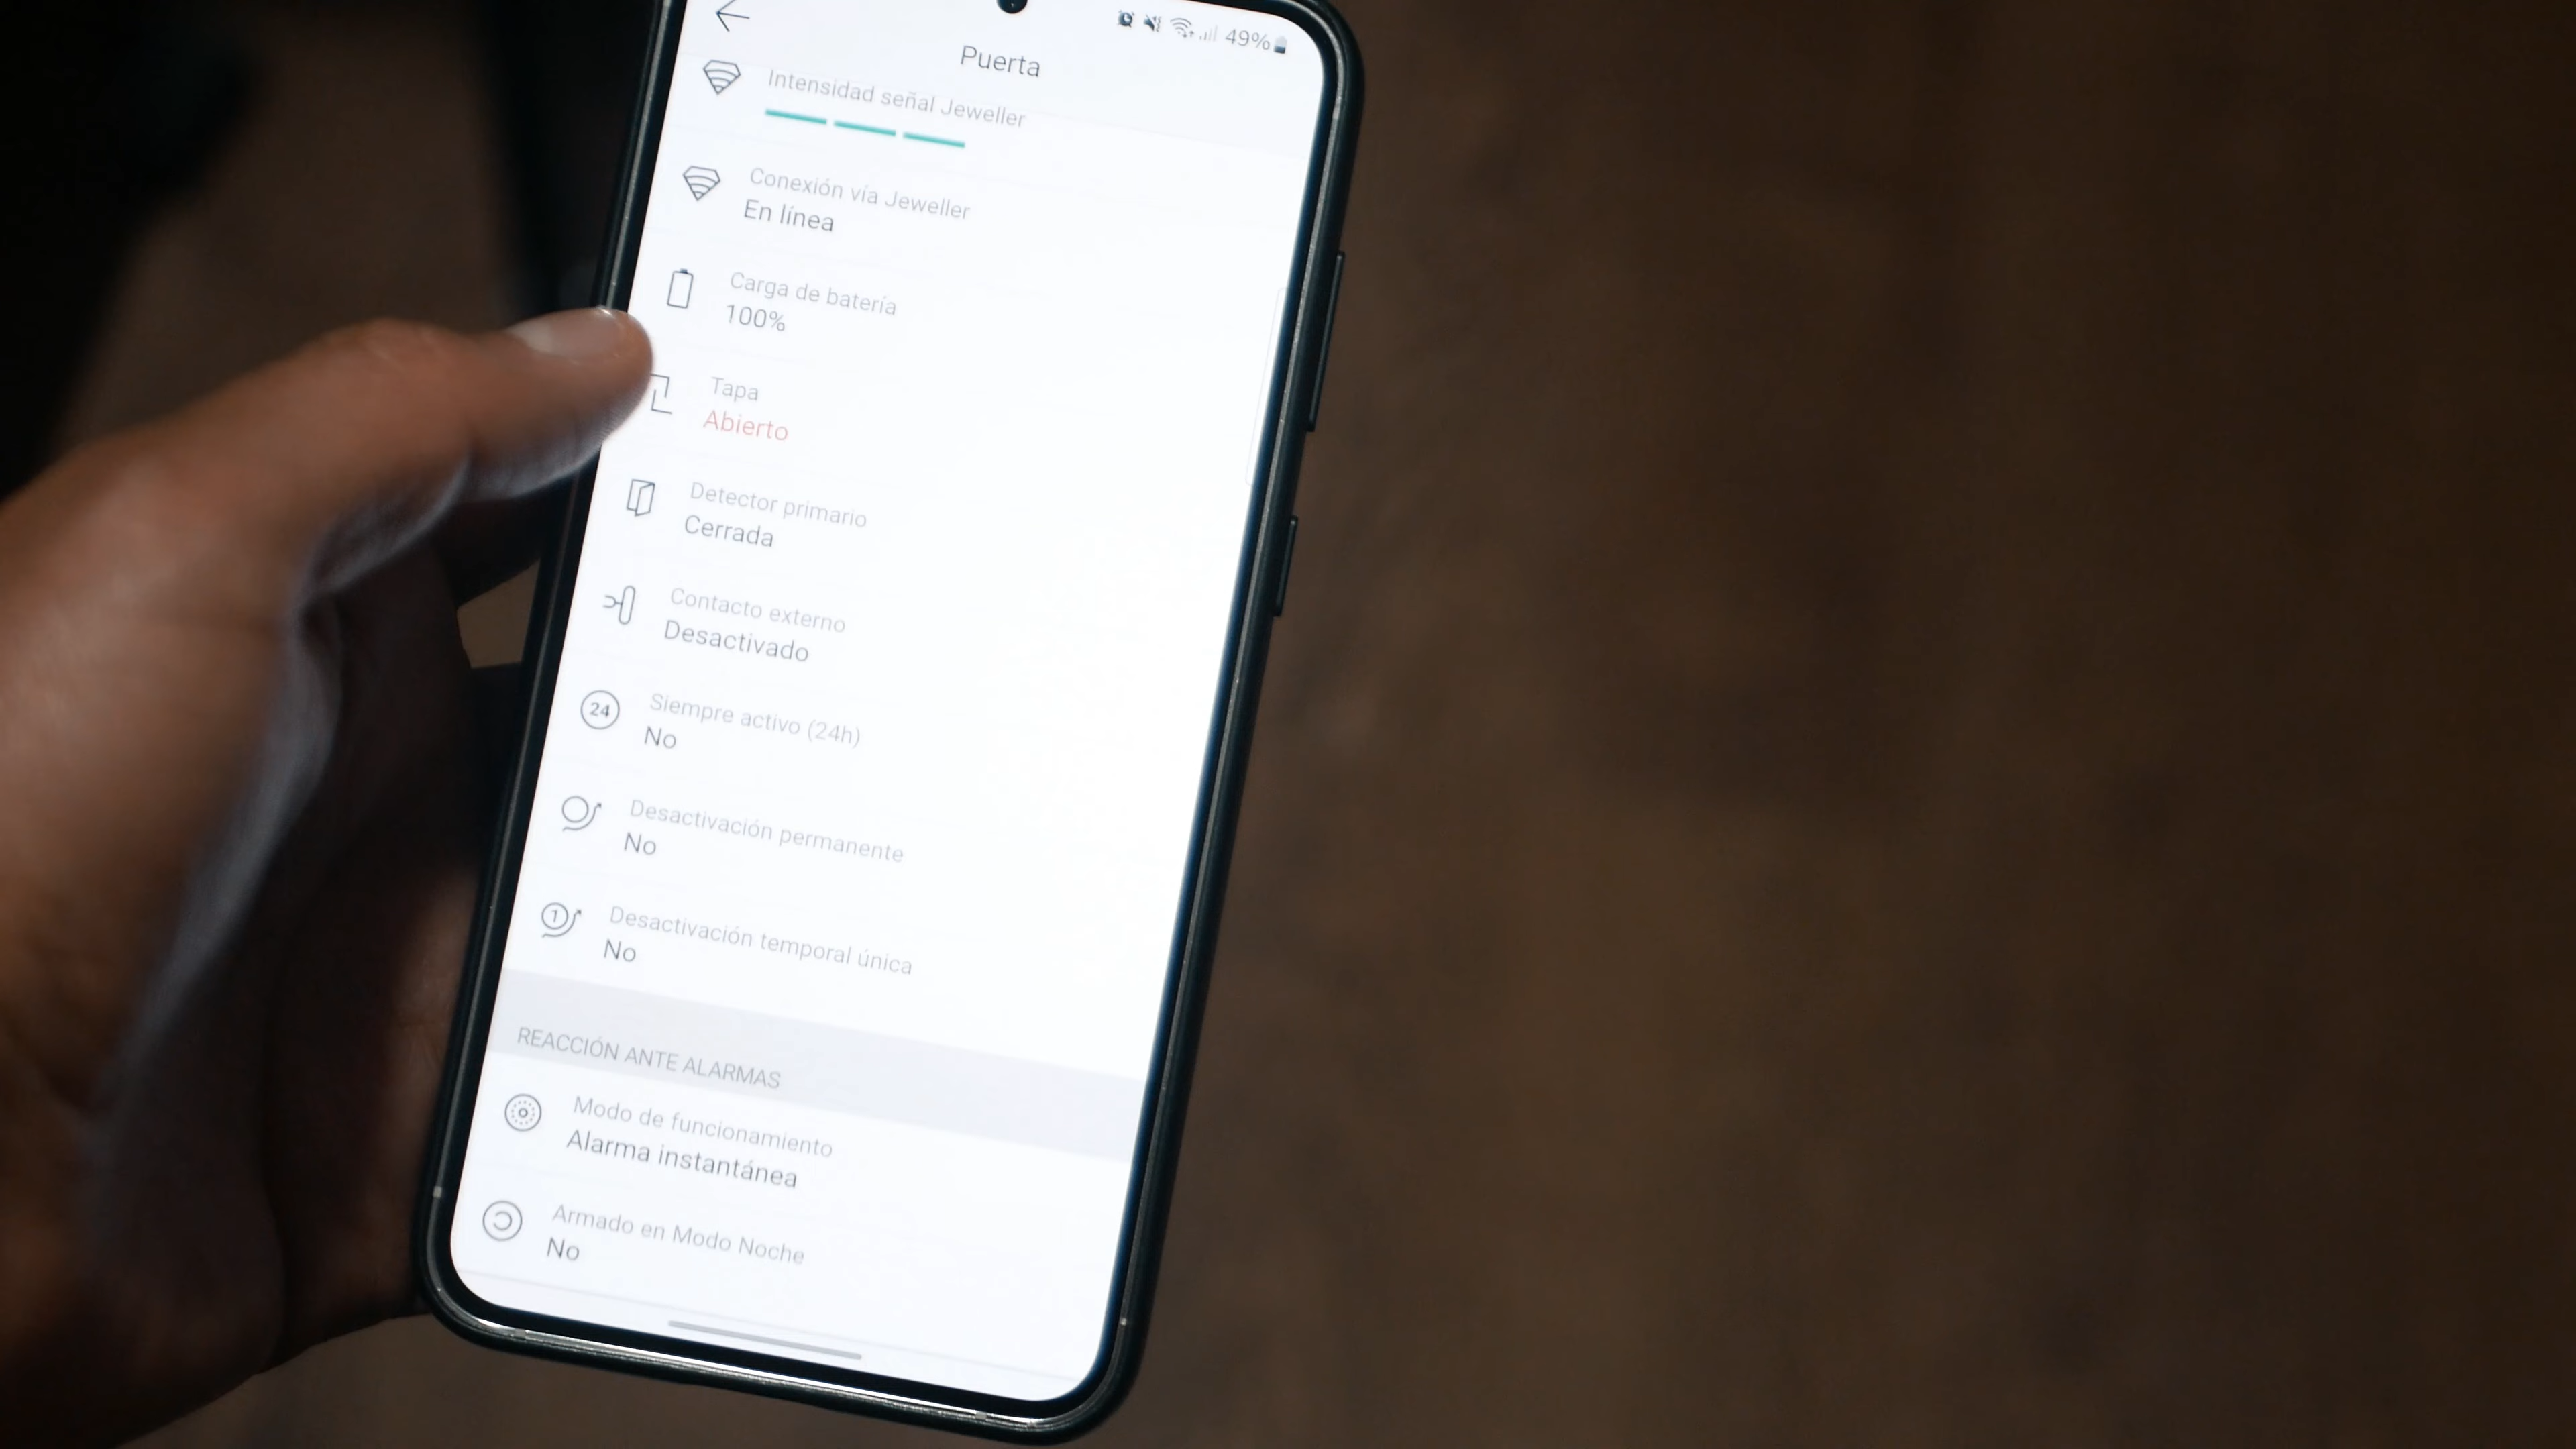 49%
Puerta
Intensidad señal Jeweller
Conexión vía Jeweller
En línea
Carga de batería
100%
Tapa
Abierto
Detector primario
Cerrada
Contacto externo
Desactivado
24
Siempre activo (24h)
No
Desactivación permanente
No
1
Desactivación temporal única
No
REACCIÓN ANTE ALARMAS
Modo de funcionamiento
Alarma instantánea
Armado en Modo Noche
No